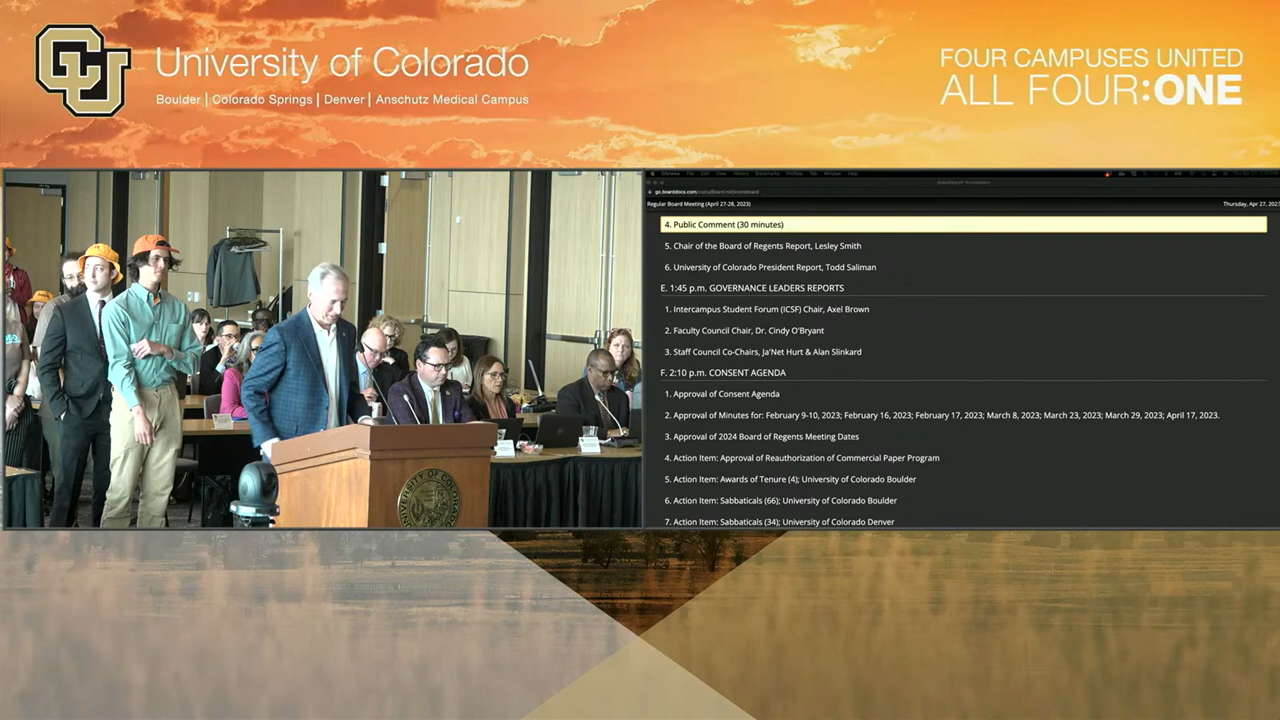 CU
University of Colorado
Boulder | Colorado Springs | Denver | Anschutz Medical Campus
FOUR CAMPUSES UNITED
ALL FOUR:ONE
Regular Board Meeting (April 27-28, 2023)
Thursday, Apr 27, 2023
4. Public Comment (30 minutes)
5. Chair of the Board of Regents Report, Lesley Smith
6. University of Colorado President Report, Todd Saliman
E. 1:45 p.m. GOVERNANCE LEADERS REPORTS
1. Intercampus Student Forum (ICSF) Chair, Axel Brown
2. Faculty Council Chair, Dr. Cindy O'Bryant
3. Staff Council Co-Chairs, Ja'Net Hurt & Alan Slinkard
F. 2:10 p.m. CONSENT AGENDA
1. Approval of Consent Agenda
2. Approval of Minutes for: February 9-10, 2023; February 16, 2023; February 17, 2023; March 8, 2023; March 23, 2023; March 29, 2023; April 17, 2023.
3. Approval of 2024 Board of Regents Meeting Dates
4. Action Item: Approval of Reauthorization of Commercial Paper Program
5. Action Item: Awards of Tenure (4); University of Colorado Boulder
6. Action Item: Sabbaticals (66); University of Colorado Boulder
7. Action Item: Sabbaticals (34); University of Colorado Denver
UNIVERSITY OF COLORADO